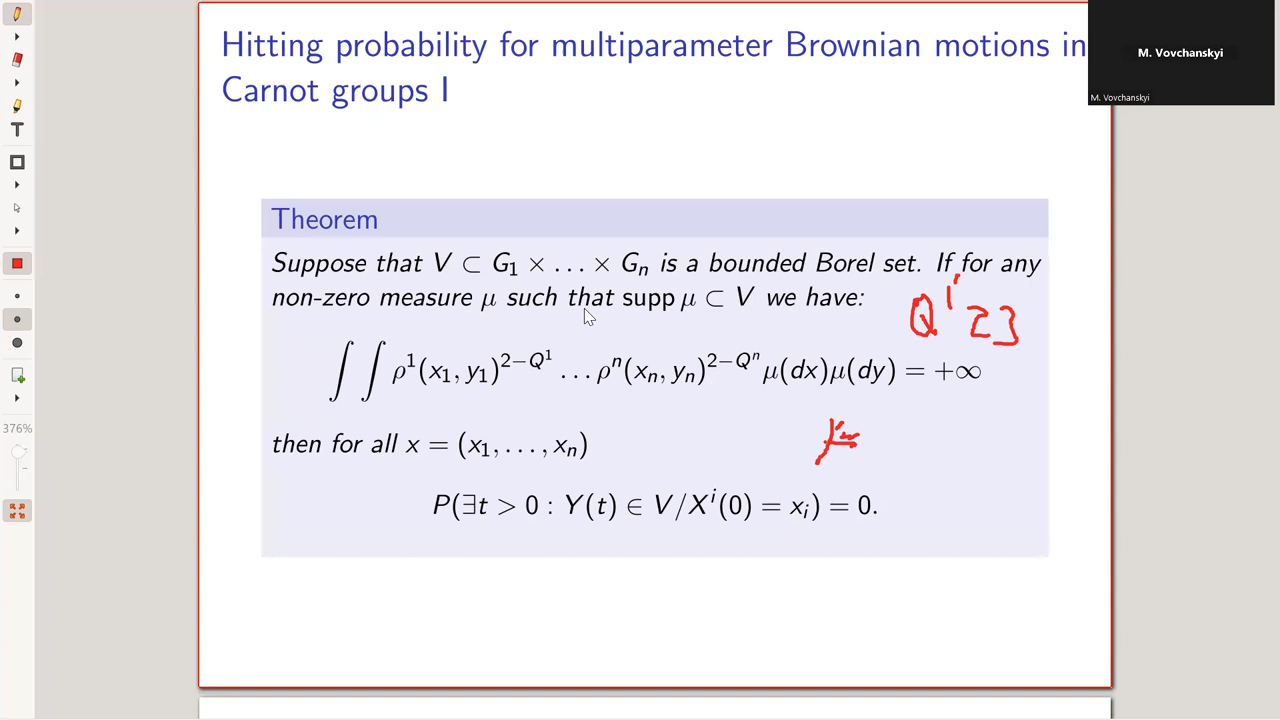 Hitting probability for multiparameter Brownian motions in
Carnot groups I
M. Vovchanskyi
M. Vovchanskyi
Theorem
Suppose that V ⊂ G₁ × … × Gₙ is a bounded Borel set. If for any
non-zero measure μ such that supp μ ⊂ V we have:
∫ ∫ ρ¹(x₁, y₁)^{2−Q¹} … ρⁿ(xₙ, yₙ)^{2−Qⁿ} μ(dx)μ(dy) = +∞
then for all x = (x₁, …, xₙ)
P(∃t > 0 : Y(t) ∈ V/Xⁱ(0) = xᵢ) = 0.
T
376%